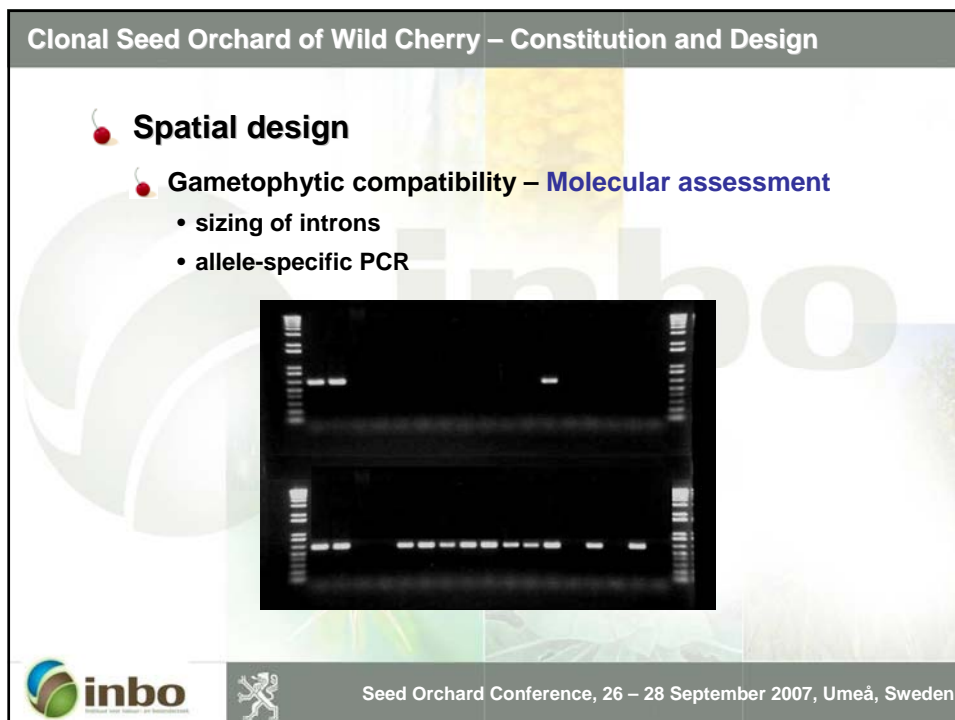 Clonal Seed Orchard of Wild Cherry – Constitution and Design
Spatial design
Gametophytic compatibility – Molecular assessment
• sizing of introns
• allele-specific PCR
inbo
inbo
Seed Orchard Conference, 26 – 28 September 2007, Umeå, Sweden